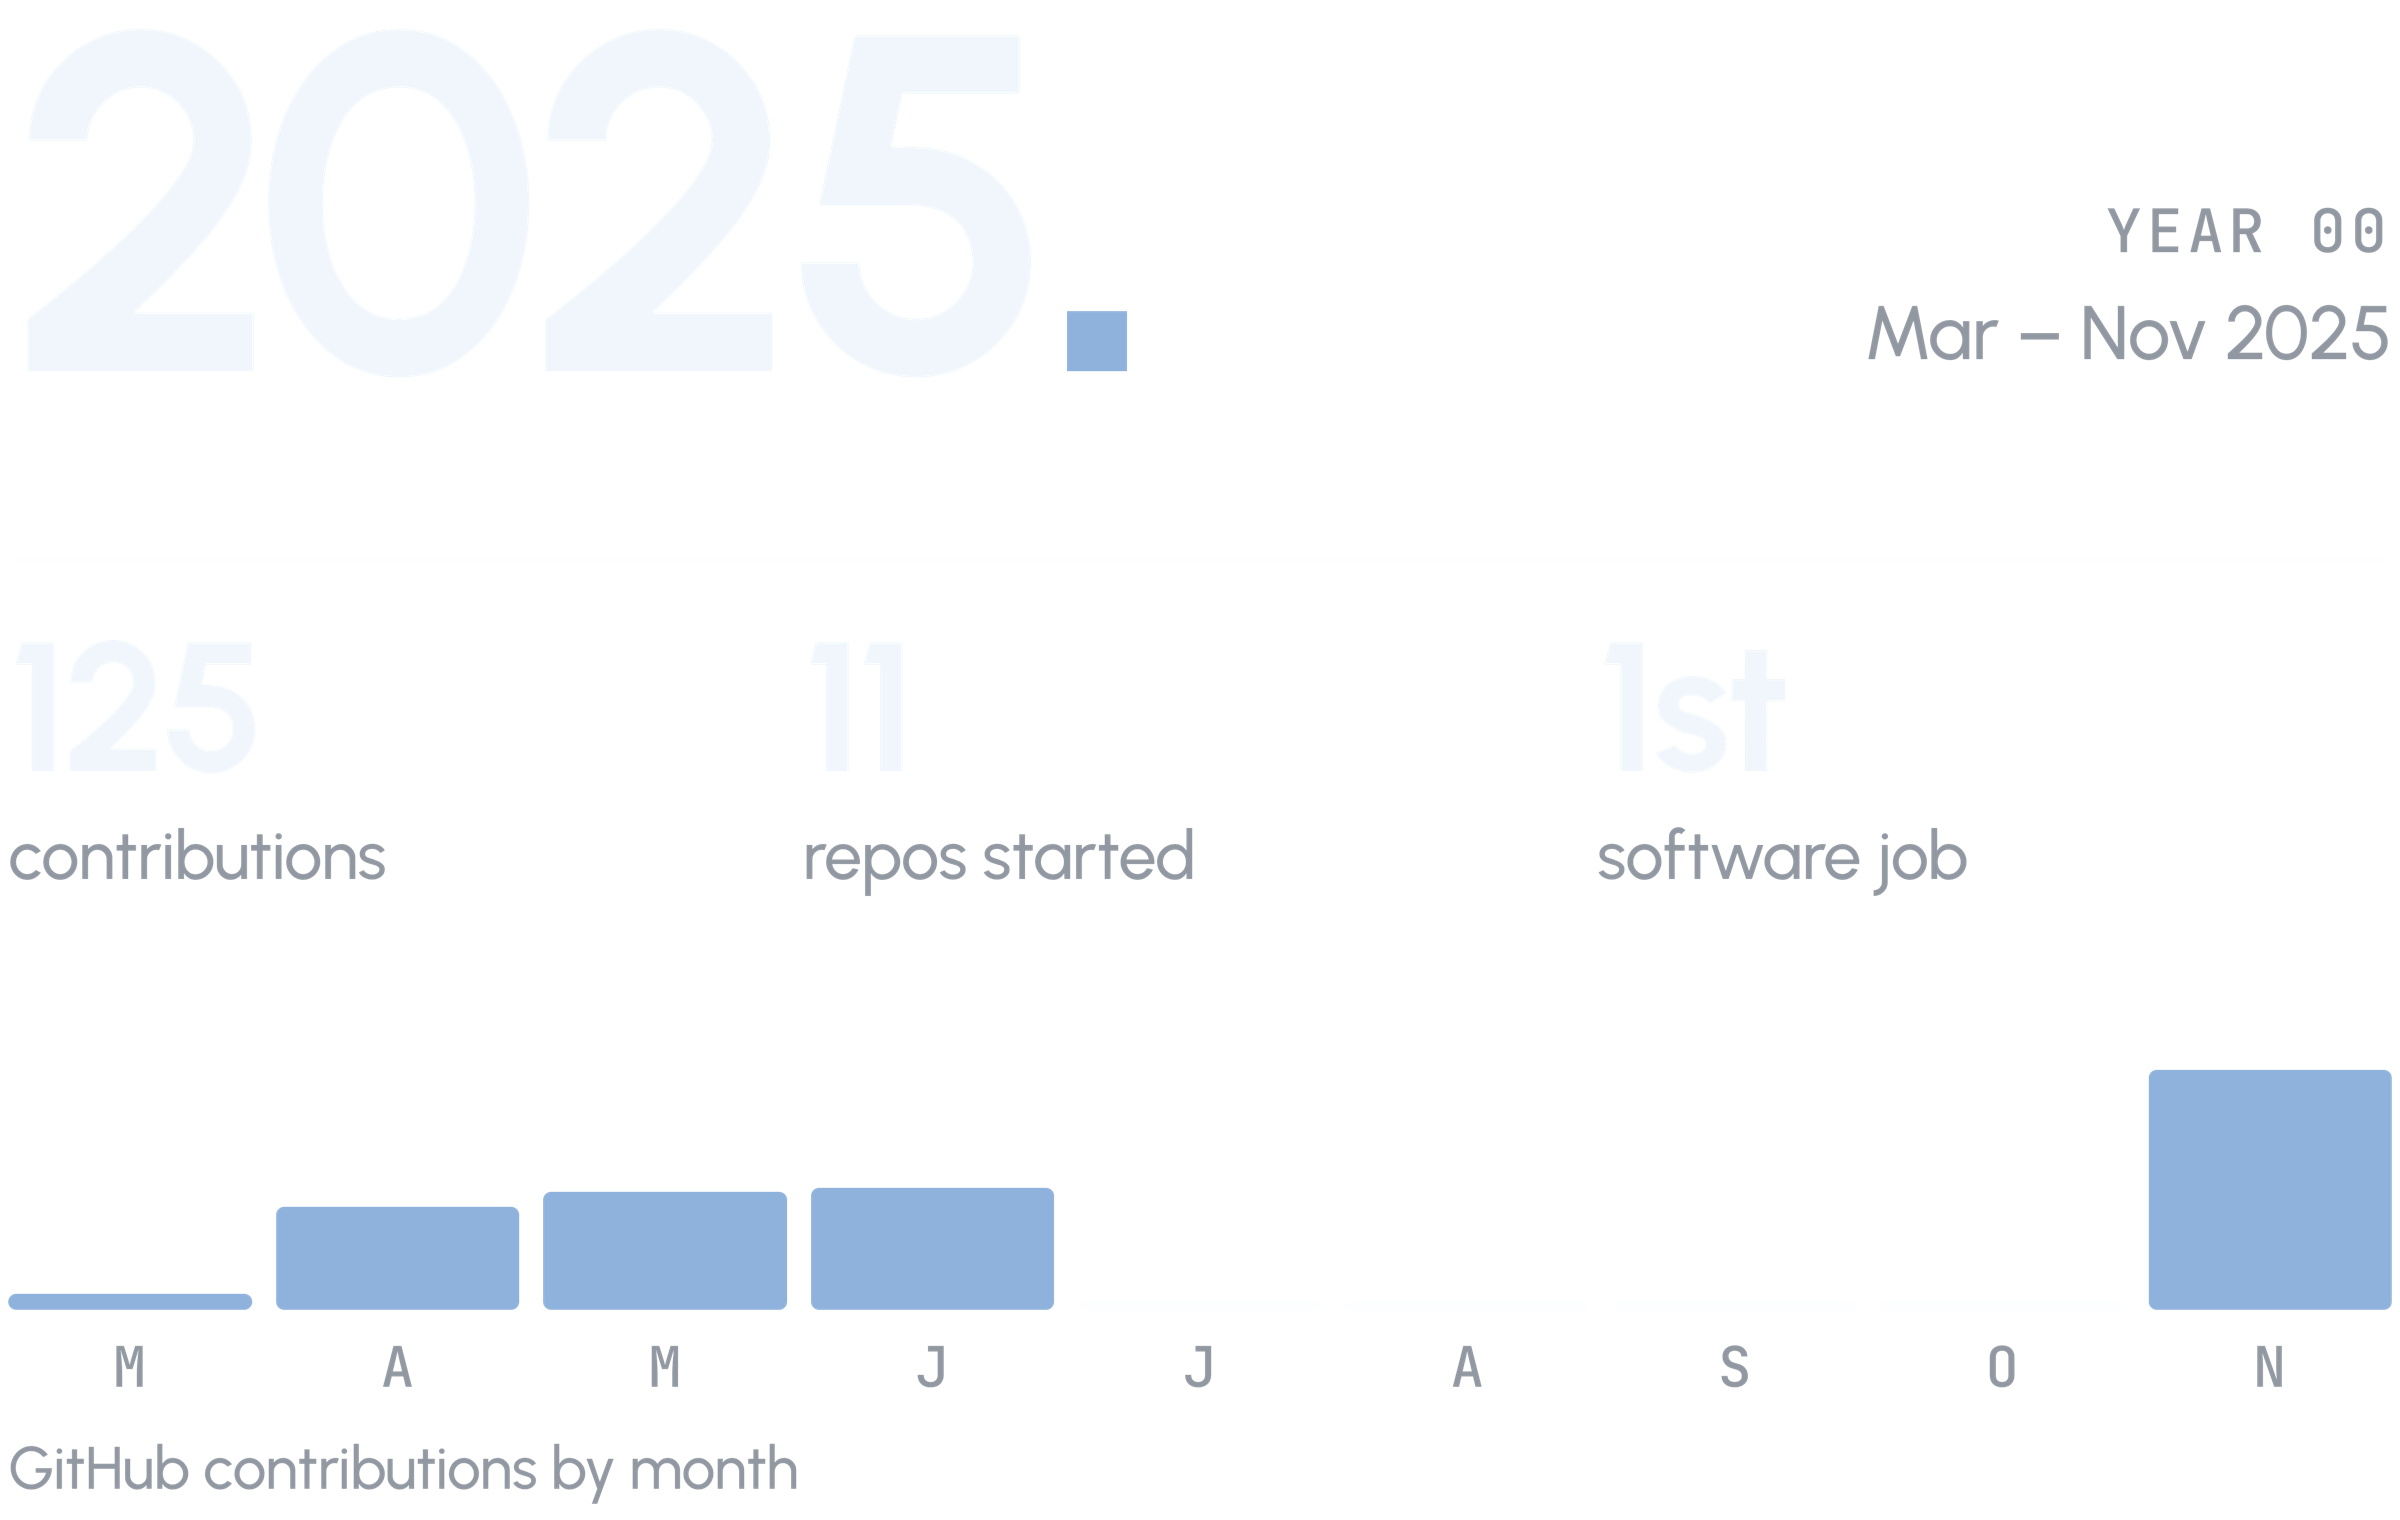 2025.
YEAR 00
Mar – Nov 2025
125
contributions
11
repos started
1st
software job
M A M J J A S O N
GitHub contributions by month